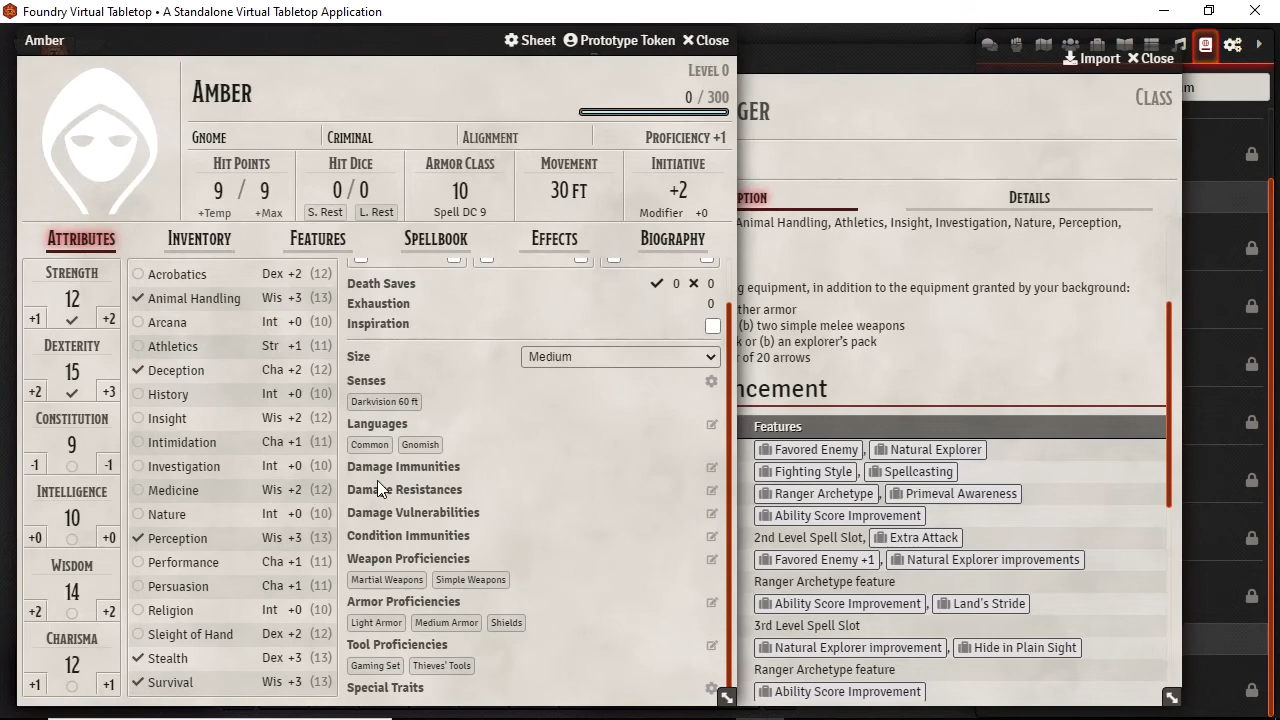 Foundry Virtual Tabletop • A Standalone Virtual Tabletop Application
Amber
Sheet Prototype Token Close
Import Close
Level 0
Amber
0 / 300
Gnome Criminal Alignment Proficiency +1
Hit Points Hit Dice Armor Class Movement Initiative
9 / 9 0 / 0 10 30 ft +2
+Temp +Max S. Rest L. Rest Spell DC 9 Modifier +0
Attributes Inventory Features Spellbook Effects Biography
Strength
12
+1 +2
Dexterity
15
+2 +3
Constitution
9
-1 -1
Intelligence
10
+0 +0
Wisdom
14
+2 +2
Charisma
12
+1 +1
Acrobatics Dex +2 (12)
Animal Handling Wis +3 (13)
Arcana Int +0 (10)
Athletics Str +1 (11)
Deception Cha +2 (12)
History Int +0 (10)
Insight Wis +2 (12)
Intimidation Cha +1 (11)
Investigation Int +0 (10)
Medicine Wis +2 (12)
Nature Int +0 (10)
Perception Wis +3 (13)
Performance Cha +1 (11)
Persuasion Cha +1 (11)
Religion Int +0 (10)
Sleight of Hand Dex +2 (12)
Stealth Dex +3 (13)
Survival Wis +3 (13)
Death Saves 0 0
Exhaustion 0
Inspiration
Size Medium
Senses
Darkvision 60 ft
Languages
Common Gnomish
Damage Immunities
Damage Resistances
Damage Vulnerabilities
Condition Immunities
Weapon Proficiencies
Martial Weapons Simple Weapons
Armor Proficiencies
Light Armor Medium Armor Shields
Tool Proficiencies
Gaming Set Thieves' Tools
Special Traits
ger Class
ption Details
Animal Handling, Athletics, Insight, Investigation, Nature, Perception,
g equipment, in addition to the equipment granted by your background:
ther armor
(b) two simple melee weapons
k or (b) an explorer's pack
r of 20 arrows
ncement
Features
Favored Enemy, Natural Explorer
Fighting Style, Spellcasting
Ranger Archetype, Primeval Awareness
Ability Score Improvement
2nd Level Spell Slot, Extra Attack
Favored Enemy +1, Natural Explorer improvements
Ranger Archetype feature
Ability Score Improvement, Land's Stride
3rd Level Spell Slot
Natural Explorer improvement, Hide in Plain Sight
Ranger Archetype feature
Ability Score Improvement
m